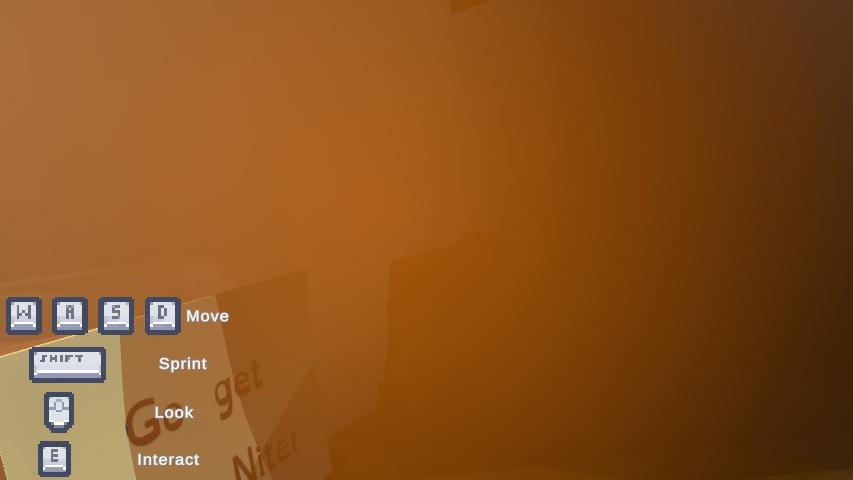 W A S D Move
SHIFT Sprint
Look
E Interact
Go get
Niter